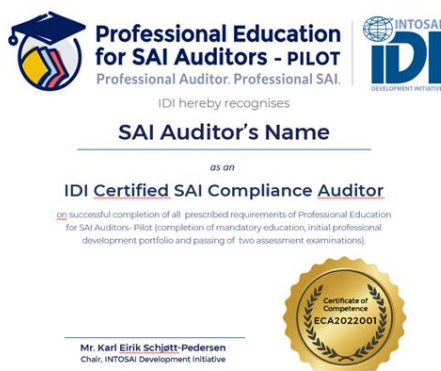 Professional Education
for SAI Auditors - PILOT
Professional Auditor. Professional SAI.
INTOSAI
IDI
DEVELOPMENT INITIATIVE
IDI hereby recognises
SAI Auditor's Name
as an
IDI Certified SAI Compliance Auditor
on successful completion of all prescribed requirements of Professional Education
for SAI Auditors- Pilot (completion of mandatory education, initial professional
development portfolio and passing of two assessment examinations).
Certificate of
Competence
ECA2022001
Mr. Karl Eirik Schjøtt-Pedersen
Chair, INTOSAI Development Initiative